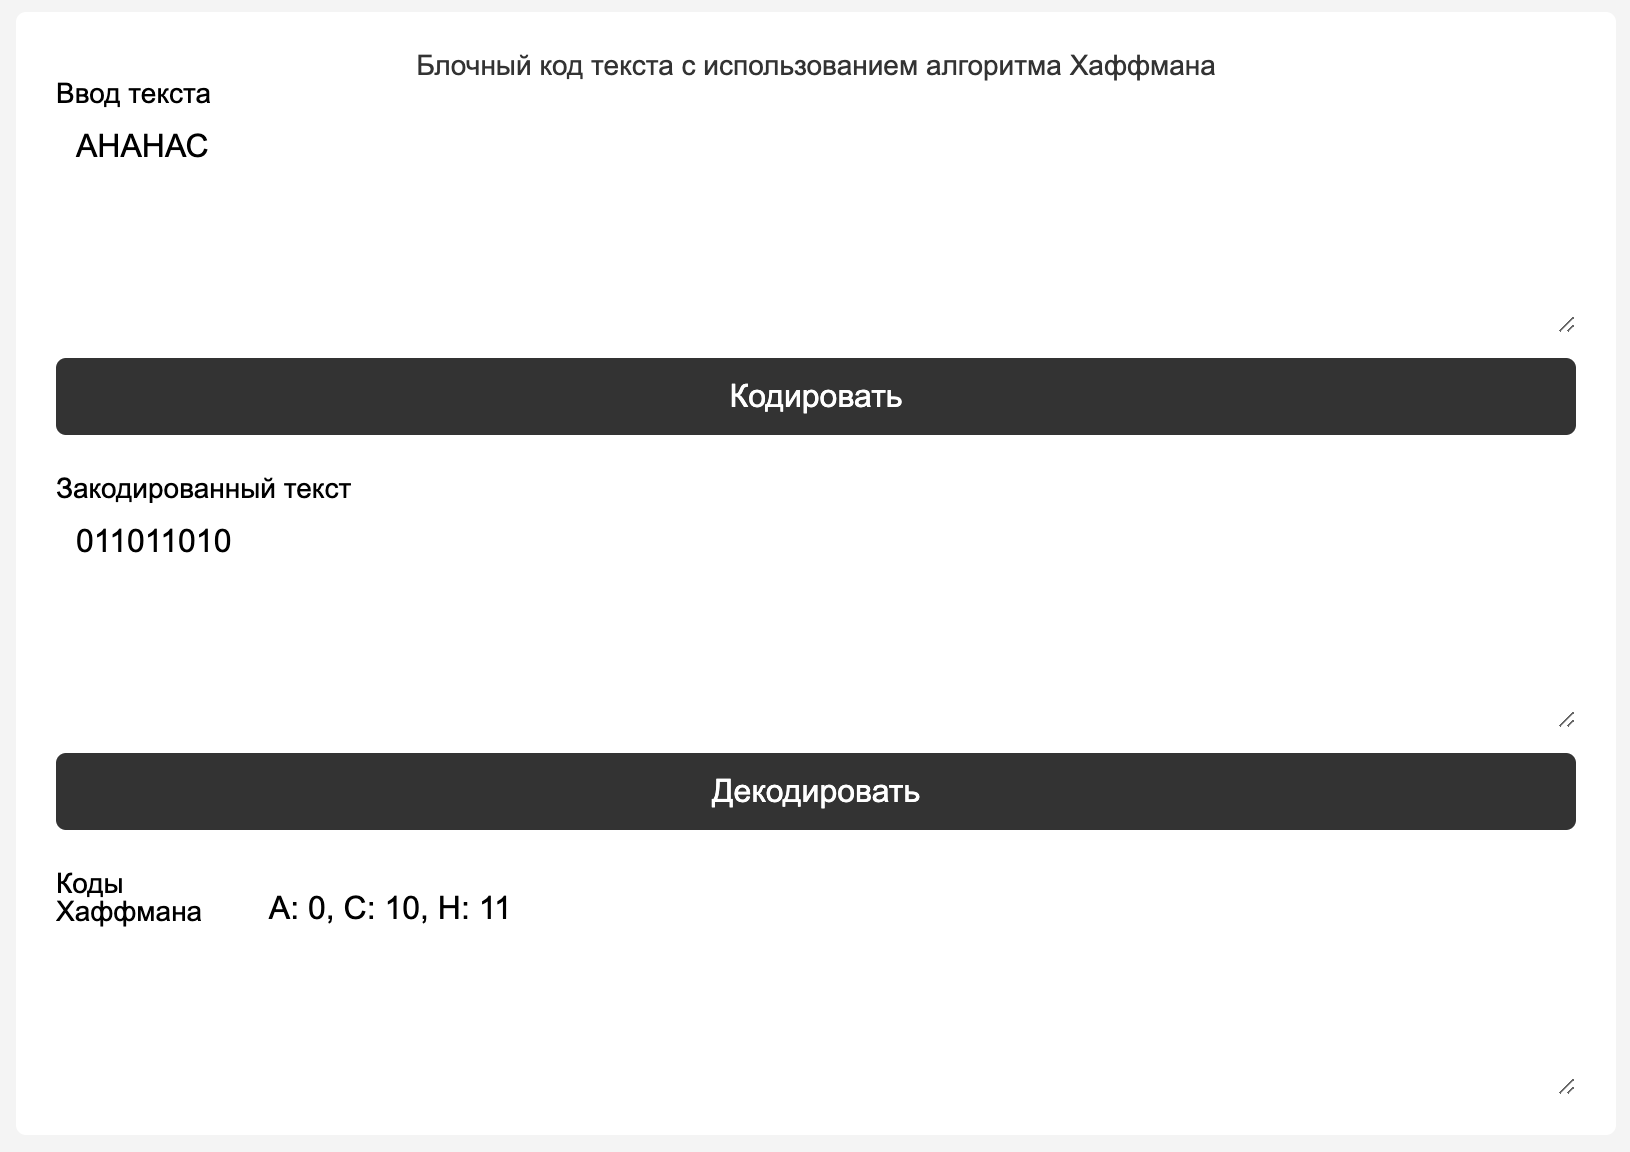 Блочный код текста с использованием алгоритма Хаффмана
Ввод текста
АНАНАС
Кодировать
Закодированный текст
011011010
Декодировать
Коды
Хаффмана
А: 0, С: 10, Н: 11